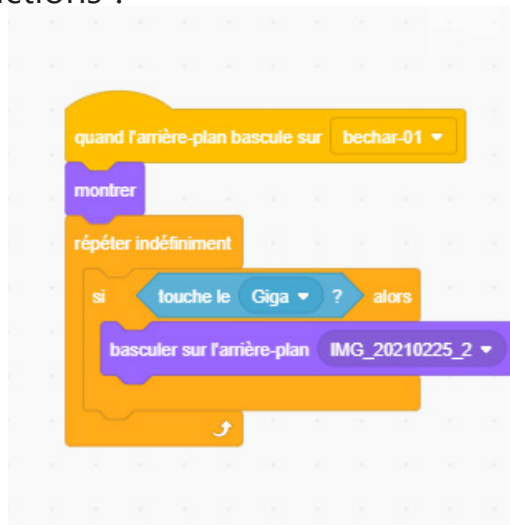 quand l'arrière-plan bascule sur bechar-01
montrer
répéter indéfiniment
si touche le Giga ? alors
basculer sur l'arrière-plan IMG_20210225_2